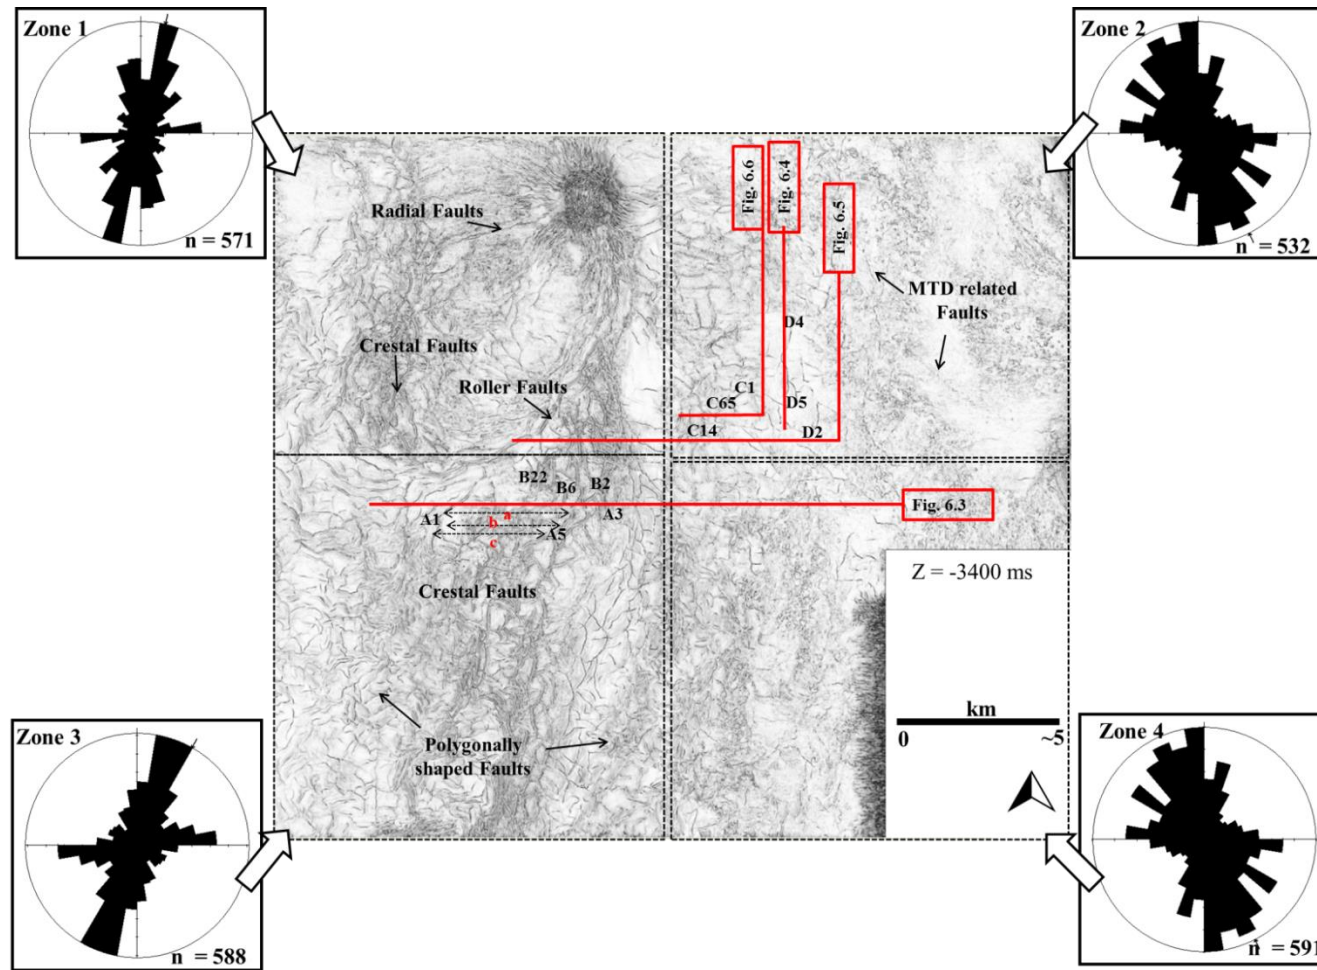 Zone 1
n = 571
Zone 2
n = 532
Radial Faults
Fig. 6.6
Fig. 6.4
Fig. 6.5
MTD related
Faults
D4
Crestal Faults
Roller Faults
C1
C65
D5
C14
D2
B22
B6
B2
Fig. 6.3
A1
a
A3
b
A5
c
Crestal Faults
Z = -3400 ms
km
0
~5
Polygonally
shaped Faults
Zone 3
n = 588
Zone 4
n = 591